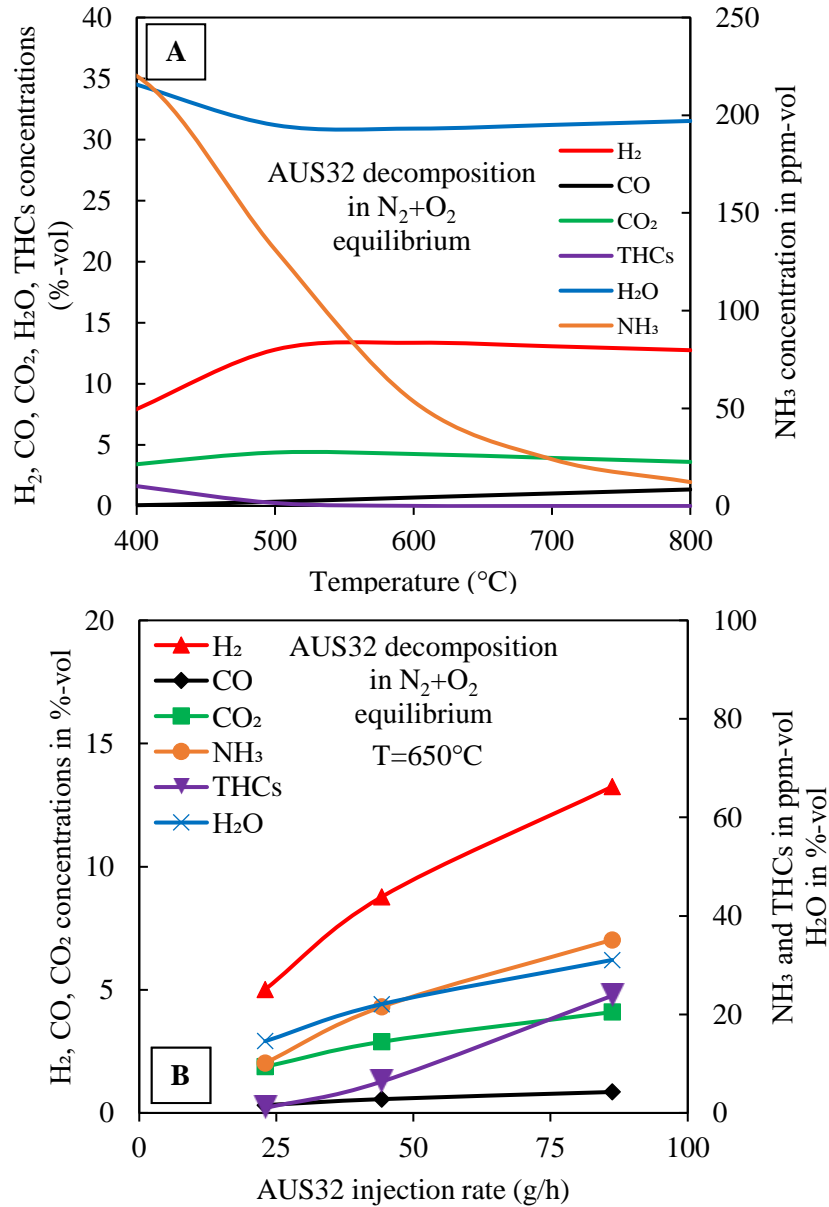 A
H₂, CO, CO₂, H₂O, THCs concentrations
(%-vol)
40
35
30
25
20
15
10
5
0
AUS32 decomposition
in N₂+O₂
equilibrium
H₂
CO
CO₂
THCs
H₂O
NH₃
250
200
150
100
50
0
NH₃ concentration in ppm-vol
400
500
600
700
800
Temperature (°C)
H₂, CO, CO₂ concentrations in %-vol
20
15
10
5
0
H₂
CO
CO₂
NH₃
THCs
H₂O
AUS32 decomposition
in N₂+O₂
equilibrium
T=650°C
B
100
80
60
40
20
0
NH₃ and THCs in ppm-vol
H₂O in %-vol
0
25
50
75
100
AUS32 injection rate (g/h)